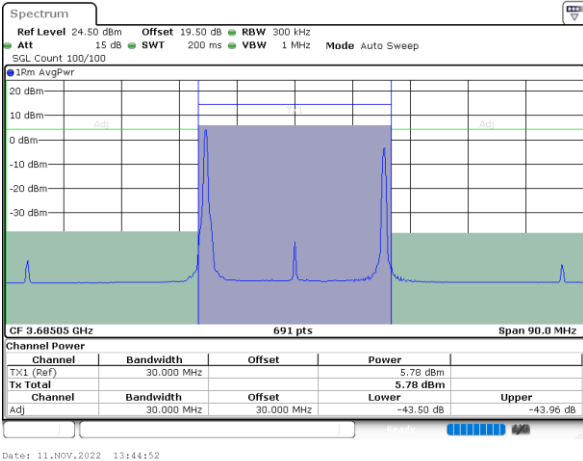 Spectrum
Ref Level 24.50 dBm Offset 19.50 dB RBW 300 kHz
Att 15 dB SWT 200 ms VBW 1 MHz Mode Auto Sweep
SGL Count 100/100
1Rm AvgPwr
20 dBm
Tx1
10 dBm
Adj Adj
0 dBm
-10 dBm
-20 dBm
-30 dBm
CF 3.68505 GHz 691 pts Span 90.0 MHz
Channel Power
Channel Bandwidth Offset Power
TX1 (Ref) 30.000 MHz 5.78 dBm
Tx Total 5.78 dBm
Channel Bandwidth Offset Lower Upper
Adj 30.000 MHz 30.000 MHz -43.50 dB -43.96 dB
Ready
Date: 11.NOV.2022 13:44:52